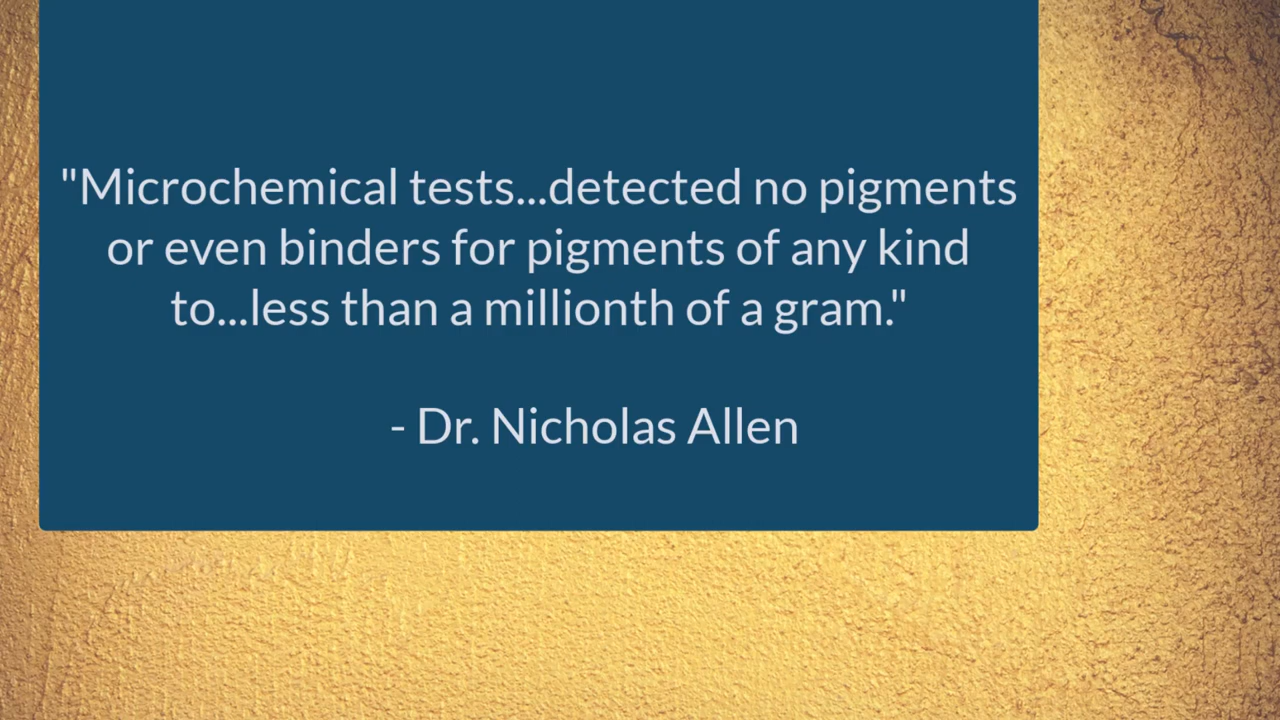 "Microchemical tests...detected no pigments
or even binders for pigments of any kind
to...less than a millionth of a gram."
- Dr. Nicholas Allen